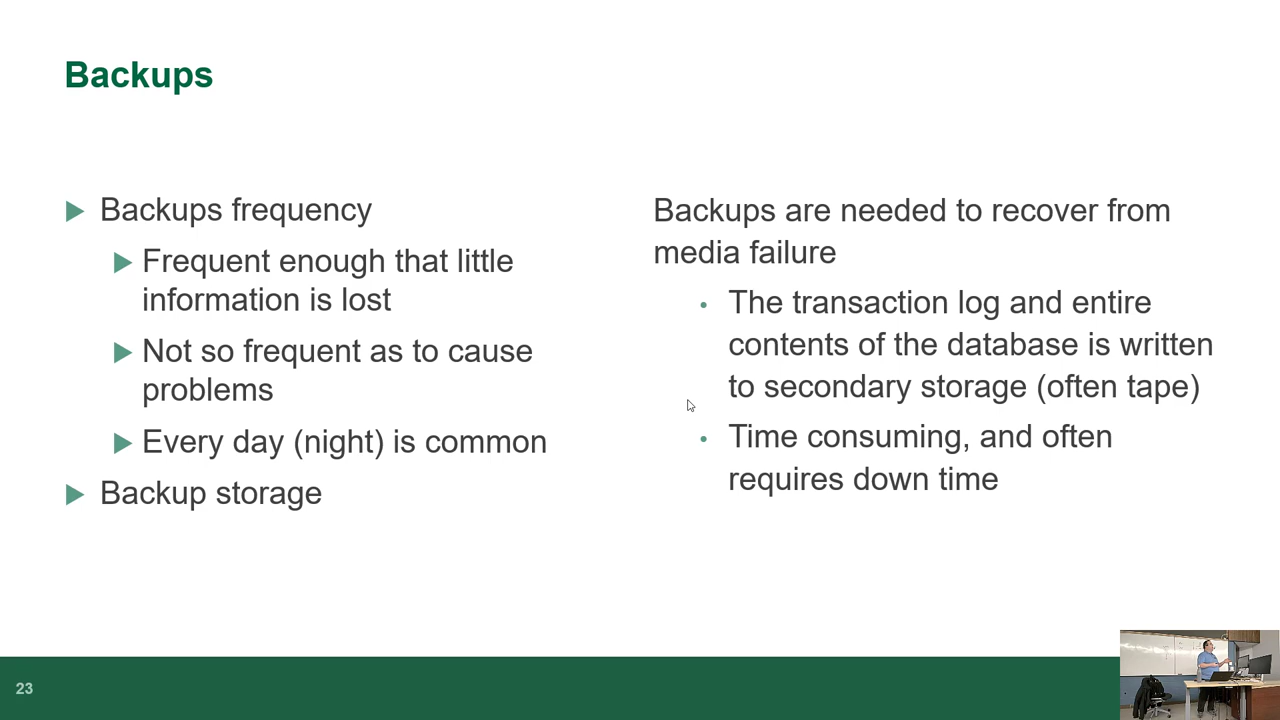 Backups
Backups frequency
Frequent enough that little
information is lost
Not so frequent as to cause
problems
Every day (night) is common
Backup storage
Backups are needed to recover from
media failure
The transaction log and entire
contents of the database is written
to secondary storage (often tape)
Time consuming, and often
requires down time
23